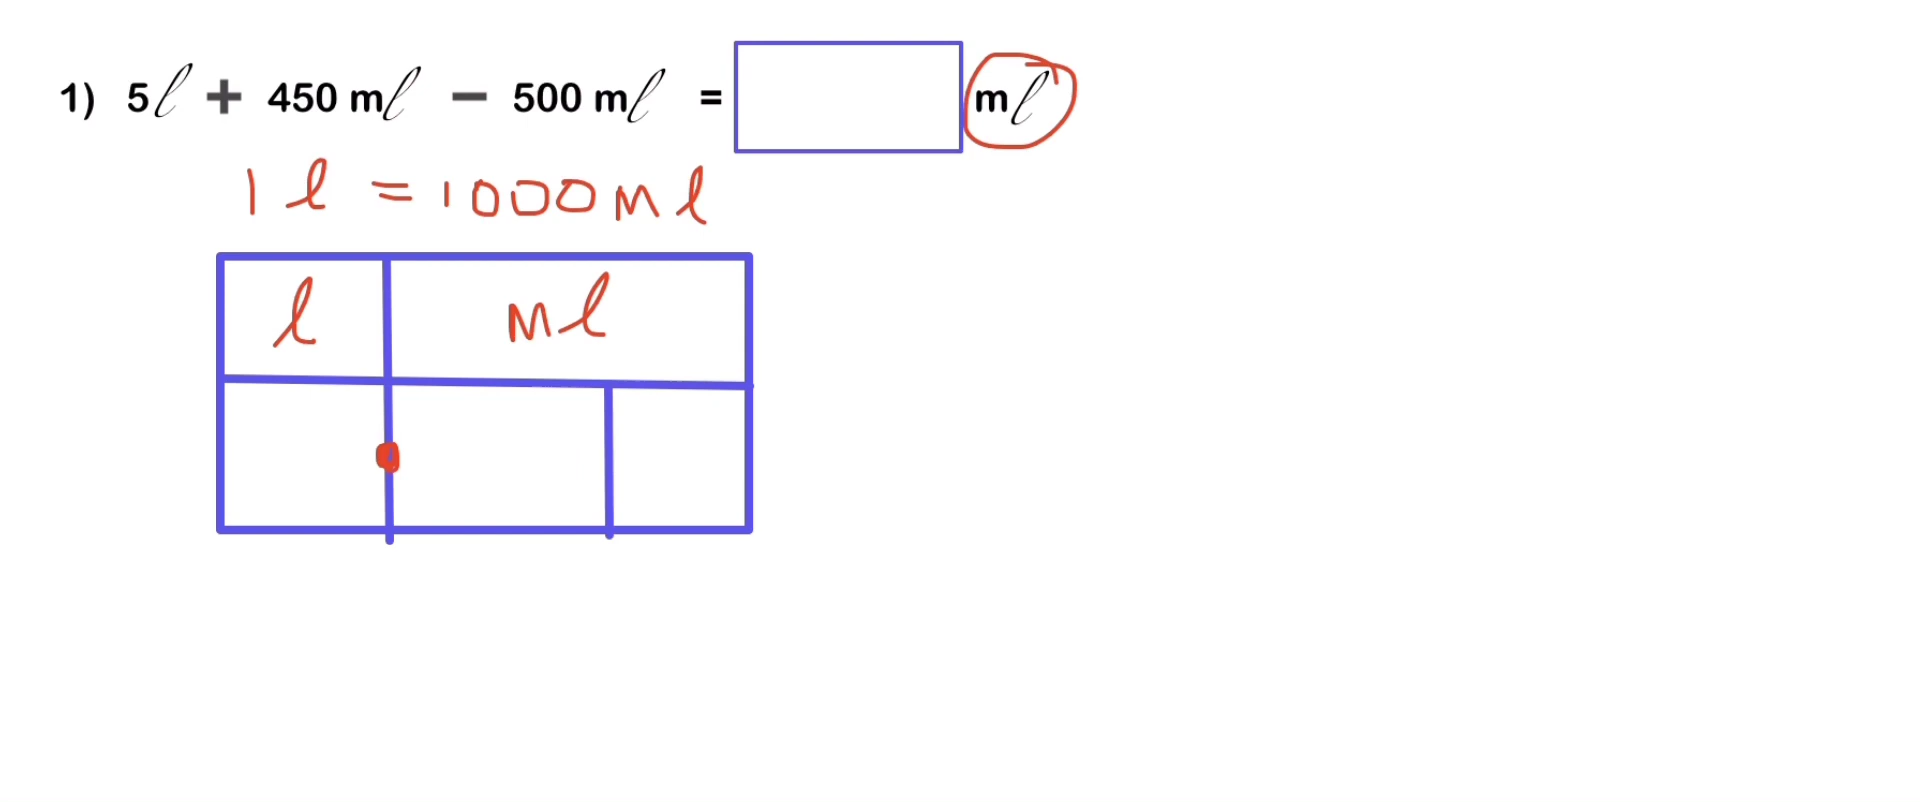 1) 5ℓ + 450 mℓ − 500 mℓ = mℓ
1 ℓ = 1000 mℓ
ℓ mℓ